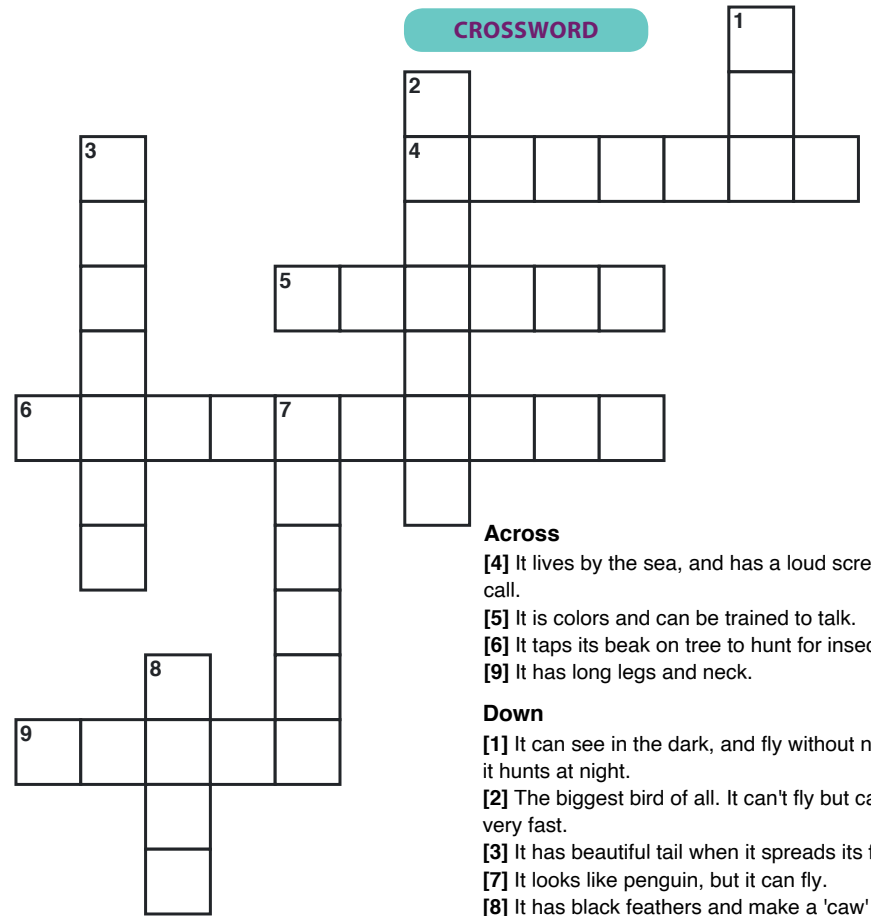 CROSSWORD
1
2
3
4
5
6
7
8
9
Across
[4] It lives by the sea, and has a loud
call.
[5] It is colors and can be trained to talk.
[6] It taps its beak on tree to hunt for
[9] It has long legs and neck.
Down
[1] It can see in the dark, and fly without
it hunts at night.
[2] The biggest bird of all. It can't fly but
very fast.
[3] It has beautiful tail when it spreads its
[7] It looks like penguin, but it can fly.
[8] It has black feathers and make a 'caw'